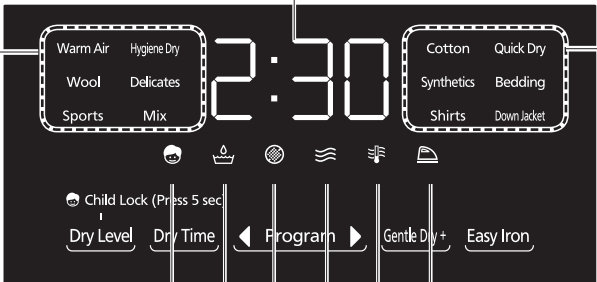 Warm Air Hygiene Dry
Wool Delicates
Sports Mix
2:30
Cotton Quick Dry
Synthetics Bedding
Shirts Down Jacket
Child Lock (Press 5 sec)
Dry Level Dry Time Program Gentle Dry + Easy Iron